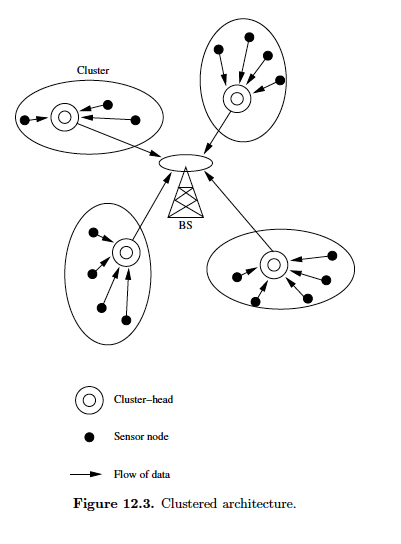 Cluster
BS
Cluster–head
Sensor node
Flow of data
Figure 12.3. Clustered architecture.